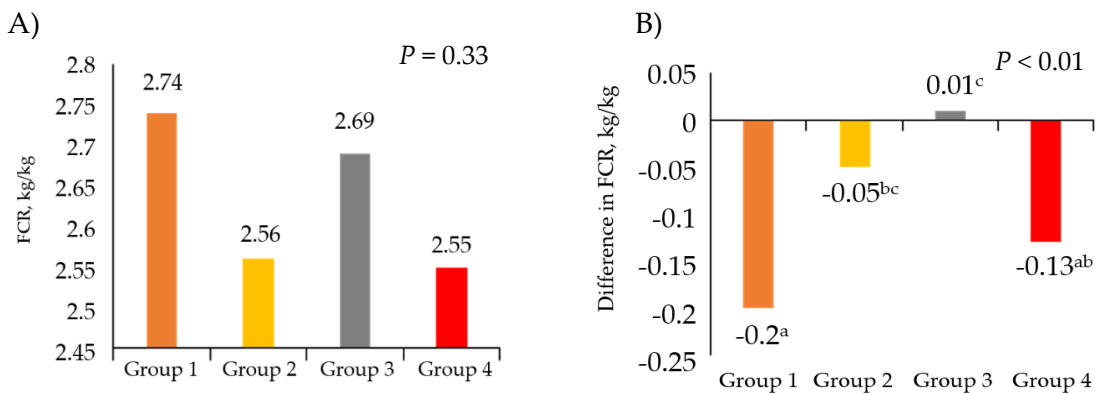 A)
P = 0.33
FCR, kg/kg
2.8
2.75
2.7
2.65
2.6
2.55
2.5
2.45
2.74
2.56
2.69
2.55
Group 1 Group 2 Group 3 Group 4
B)
P < 0.01
Difference in FCR, kg/kg
0.05
0
-0.05
-0.1
-0.15
-0.2
-0.25
-0.2ᵃ
-0.05ᵇᶜ
0.01ᶜ
-0.13ᵃᵇ
Group 1 Group 2 Group 3 Group 4